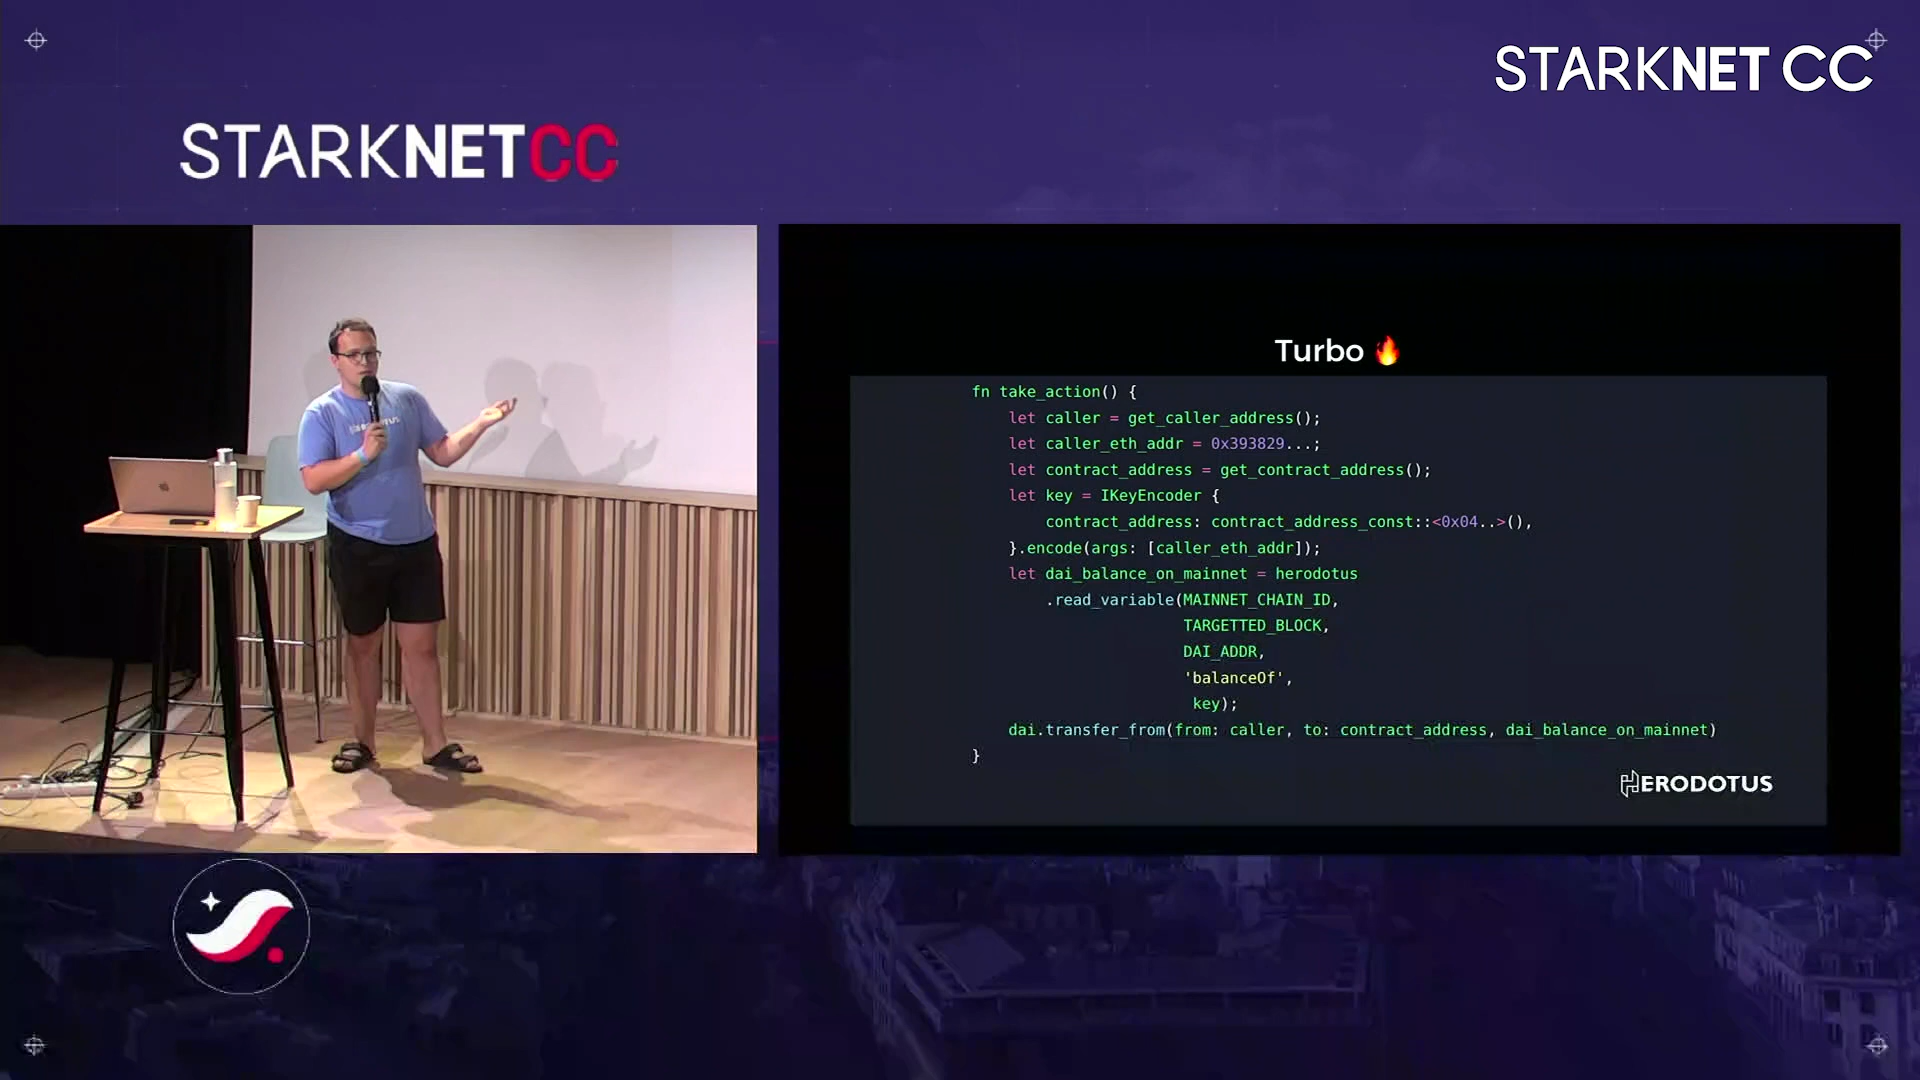 STARKNET CC
STARKNETCC
HERODOTUS
Turbo 🔥
fn take_action() {
    let caller = get_caller_address();
    let caller_eth_addr = 0x393829...;
    let contract_address = get_contract_address();
    let key = IKeyEncoder {
        contract_address: contract_address_const::<0x04..>(),
    }.encode(args: [caller_eth_addr]);
    let dai_balance_on_mainnet = herodotus
        .read_variable(MAINNET_CHAIN_ID,
                       TARGETTED_BLOCK,
                       DAI_ADDR,
                       'balanceOf',
                        key);
    dai.transfer_from(from: caller, to: contract_address, dai_balance_on_mainnet)
}
HERODOTUS